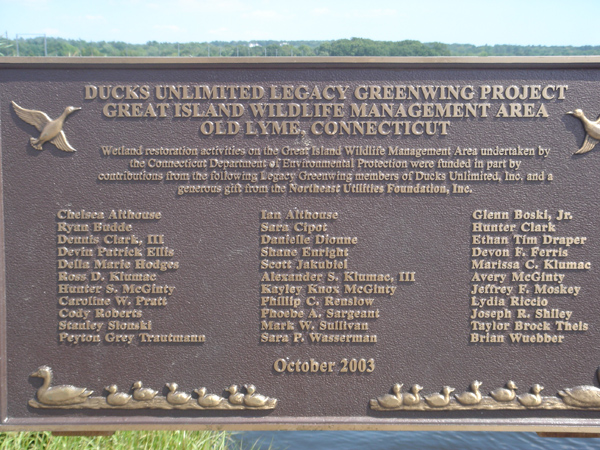 DUCKS UNLIMITED LEGACY GREENWING PROJECT
GREAT ISLAND WILDLIFE MANAGEMENT AREA
OLD LYME, CONNECTICUT
Wetland restoration activities on the Great Island Wildlife Management Area undertaken by
the Connecticut Department of Environmental Protection were funded in part by
contributions from the following Legacy Greenwing members of Ducks Unlimited, Inc. and a
generous gift from the Northeast Utilities Foundation, Inc.
Chelsea Althouse
Ryan Budde
Dennis Clark, III
Devin Patrick Ellis
Della Marie Hodges
Ross D. Klumac
Hunter S. McGinty
Caroline W. Pratt
Cody Roberts
Stanley Slonski
Peyton Grey Trautmann
Ian Althouse
Sara Cipot
Danielle Dionne
Shane Enright
Scott Jakubiel
Alexander S. Klumac, III
Kayley Knox McGinty
Phillip C. Renslow
Phoebe A. Sargeant
Mark W. Sullivan
Sara P. Wasserman
Glenn Boski, Jr.
Hunter Clark
Ethan Tim Draper
Devon F. Ferris
Marissa C. Klumac
Avery McGinty
Jeffrey F. Moskey
Lydia Riccio
Joseph R. Shiley
Taylor Brock Theis
Brian Wuebber
October 2003